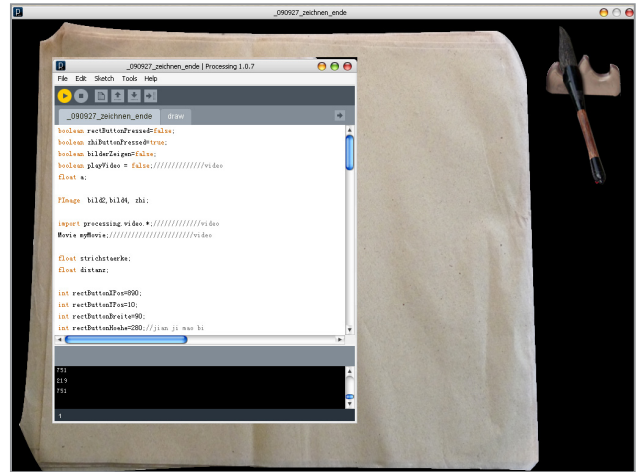 _090927_zeichnen_ende
_090927_zeichnen_ende | Processing 1.0.7
File Edit Sketch Tools Help
_090927_zeichnen_ende draw
boolean rectButtonPressed=false;
boolean zhiButtonPressed=true;
boolean bilderZeigen=false;
boolean playVideo = false;//////////////video
float a;
PImage bild2,bild4, zhi;
import processing.video.*;/////////////video
Movie myMovie;///////////////////////video
float strichstaerke;
float distanz;
int rectButtonXPos=890;
int rectButtonYPos=10;
int rectButtonBreite=90;
int rectButtonHoehe=280;//jian ji mao bi
751
219
751
1